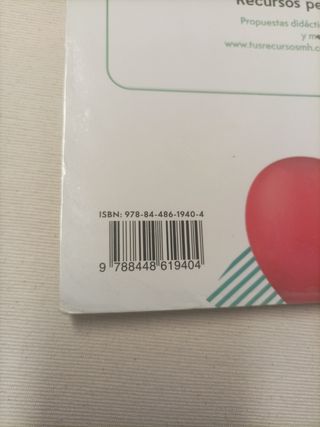 Recursos pe
Propuestas didácti
y m
www.tusrecursosmh.c
ISBN: 978-84-486-1940-4
9 788448 619404